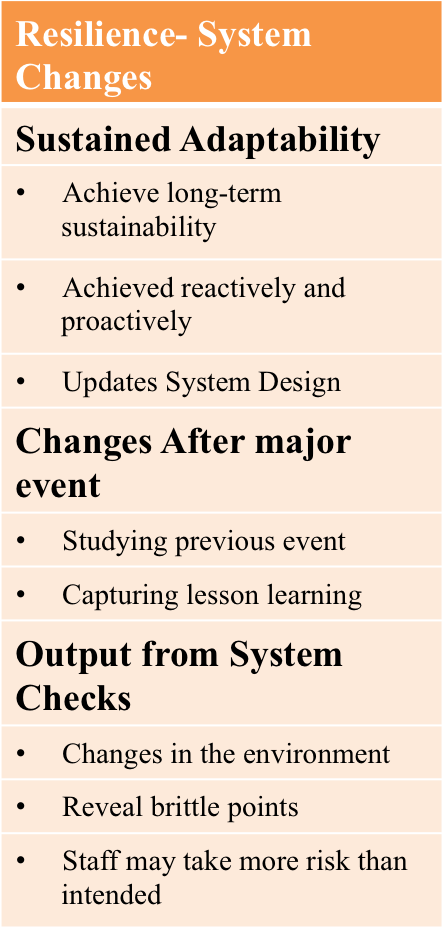 Resilience- System
Changes
Sustained Adaptability
• Achieve long-term
sustainability
• Achieved reactively and
proactively
• Updates System Design
Changes After major
event
• Studying previous event
• Capturing lesson learning
Output from System
Checks
• Changes in the environment
• Reveal brittle points
• Staff may take more risk than
intended